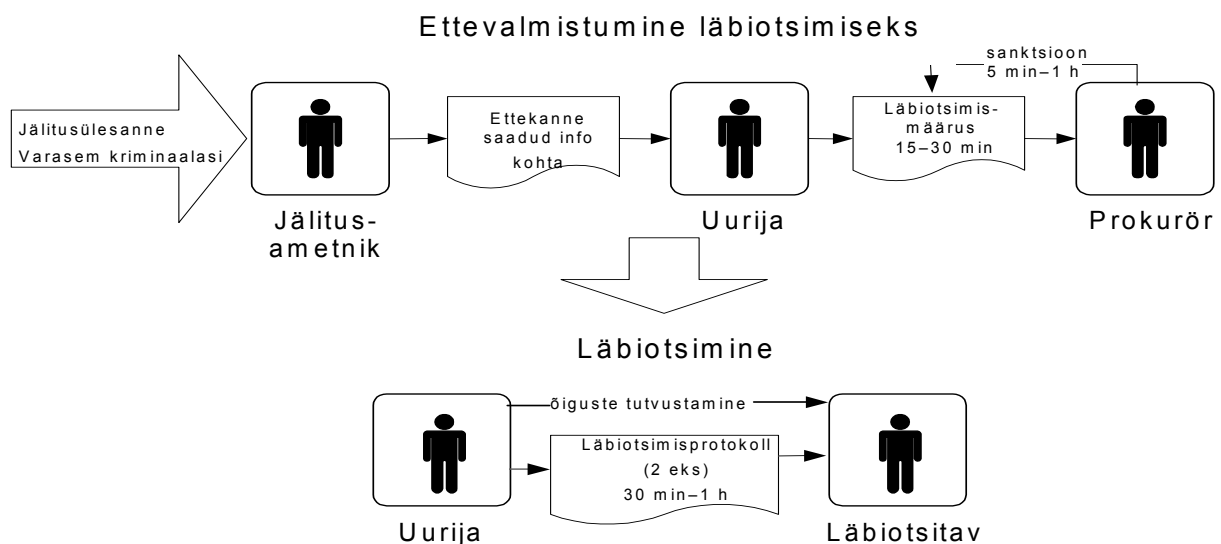 Ettevalmistumine läbiotsimiseks
sanktsioon
5 min–1 h
Jälitusülesanne
Varasem kriminaalasi
Ettekanne
saadud info
kohta
Läbiotsimis-
määrus
15–30 min
Jälitus-
ametnik
Uurija
Prokurör
Läbiotsimine
õiguste tutvustamine
Läbiotsimisprotokoll
(2 eks)
30 min–1 h
Uurija
Läbiotsitav